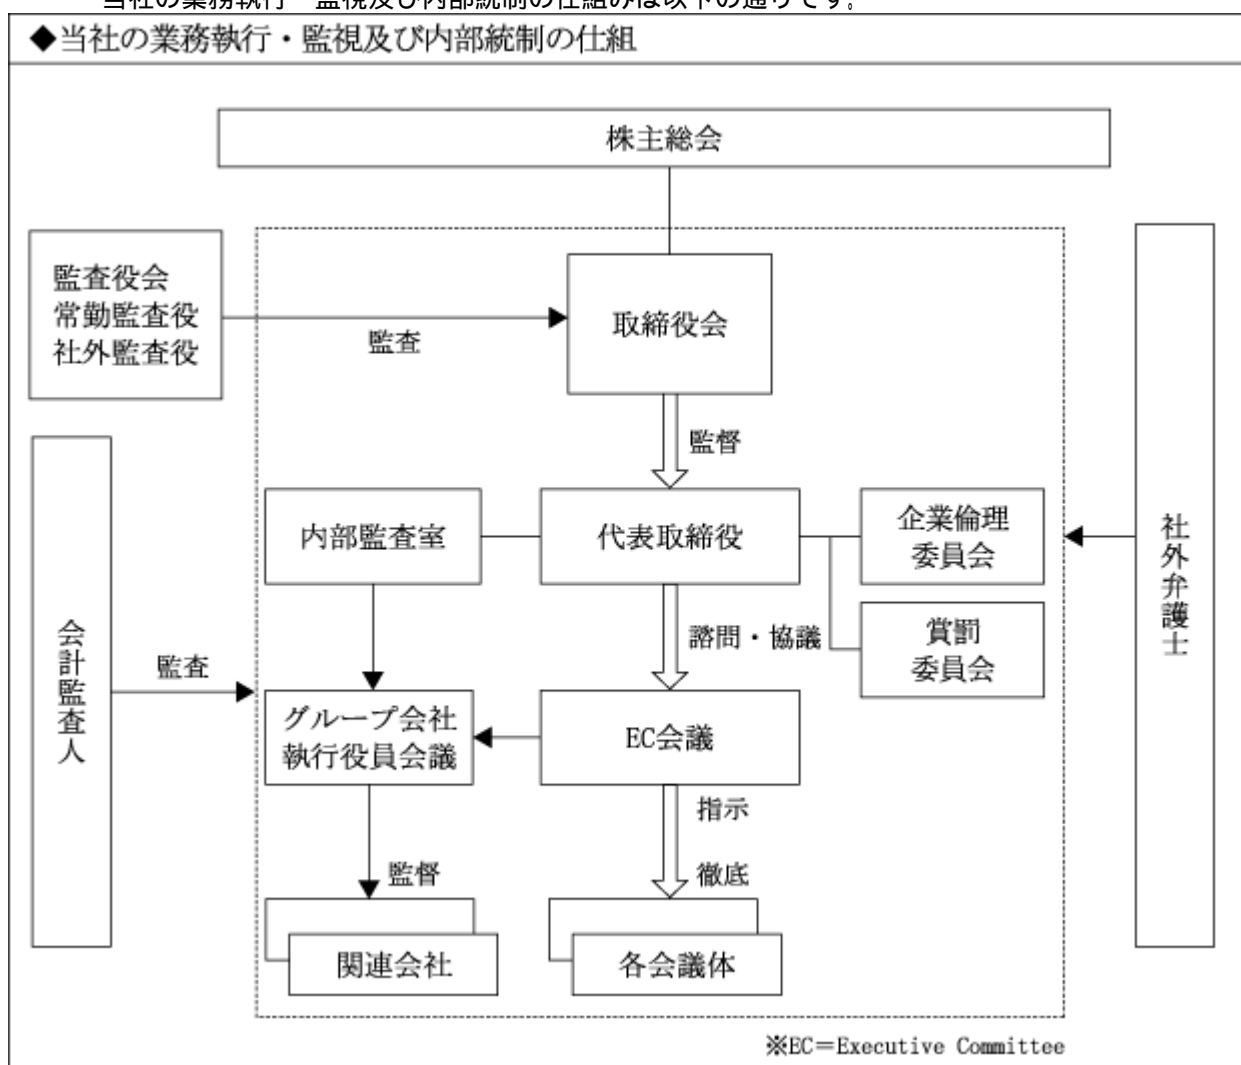 当社の業務執行・監視及び内部統制の仕組みは以下の通りです。
◆当社の業務執行・監視及び内部統制の仕組
株主総会
監査役会
常勤監査役
社外監査役
監査
取締役会
監督
内部監査室
代表取締役
企業倫理
委員会
社外弁護士
諮問・協議
賞罰
委員会
会計監査人
監査
グループ会社
執行役員会議
EC会議
指示
監督
徹底
関連会社
各会議体
※EC＝Executive Committee